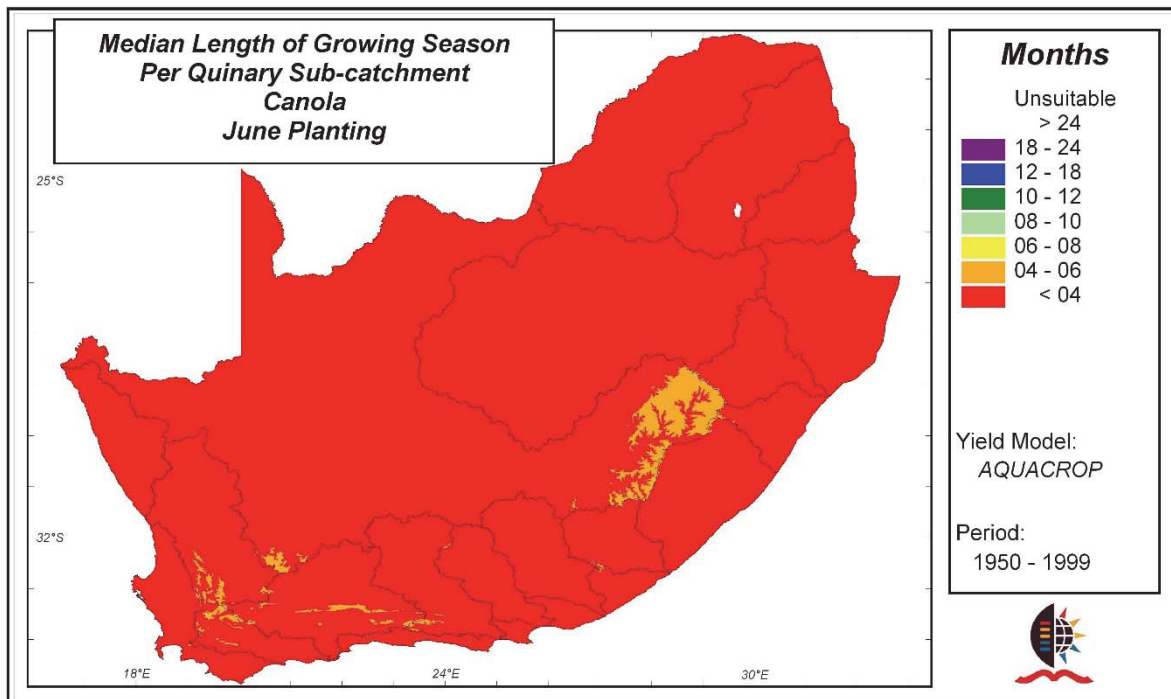 Median Length of Growing Season
Per Quinary Sub-catchment
Canola
June Planting
Months
Unsuitable
> 24
18 - 24
12 - 18
10 - 12
08 - 10
06 - 08
04 - 06
< 04
Yield Model:
AQUACROP
Period:
1950 - 1999
25°S
32°S
18°E
24°E
30°E